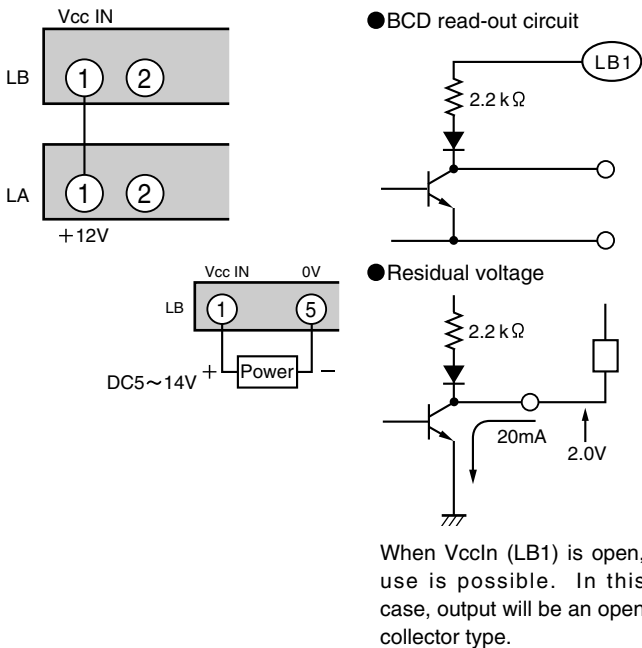 Vcc IN
LB 1 2
LA 1 2
+12V
Vcc IN 0V
LB 1 5
DC5～14V + Power −
●BCD read-out circuit
LB1
2.2 kΩ
●Residual voltage
2.2 kΩ
20mA
2.0V
When VccIn (LB1) is open,
use is possible. In this
case, output will be an open
collector type.